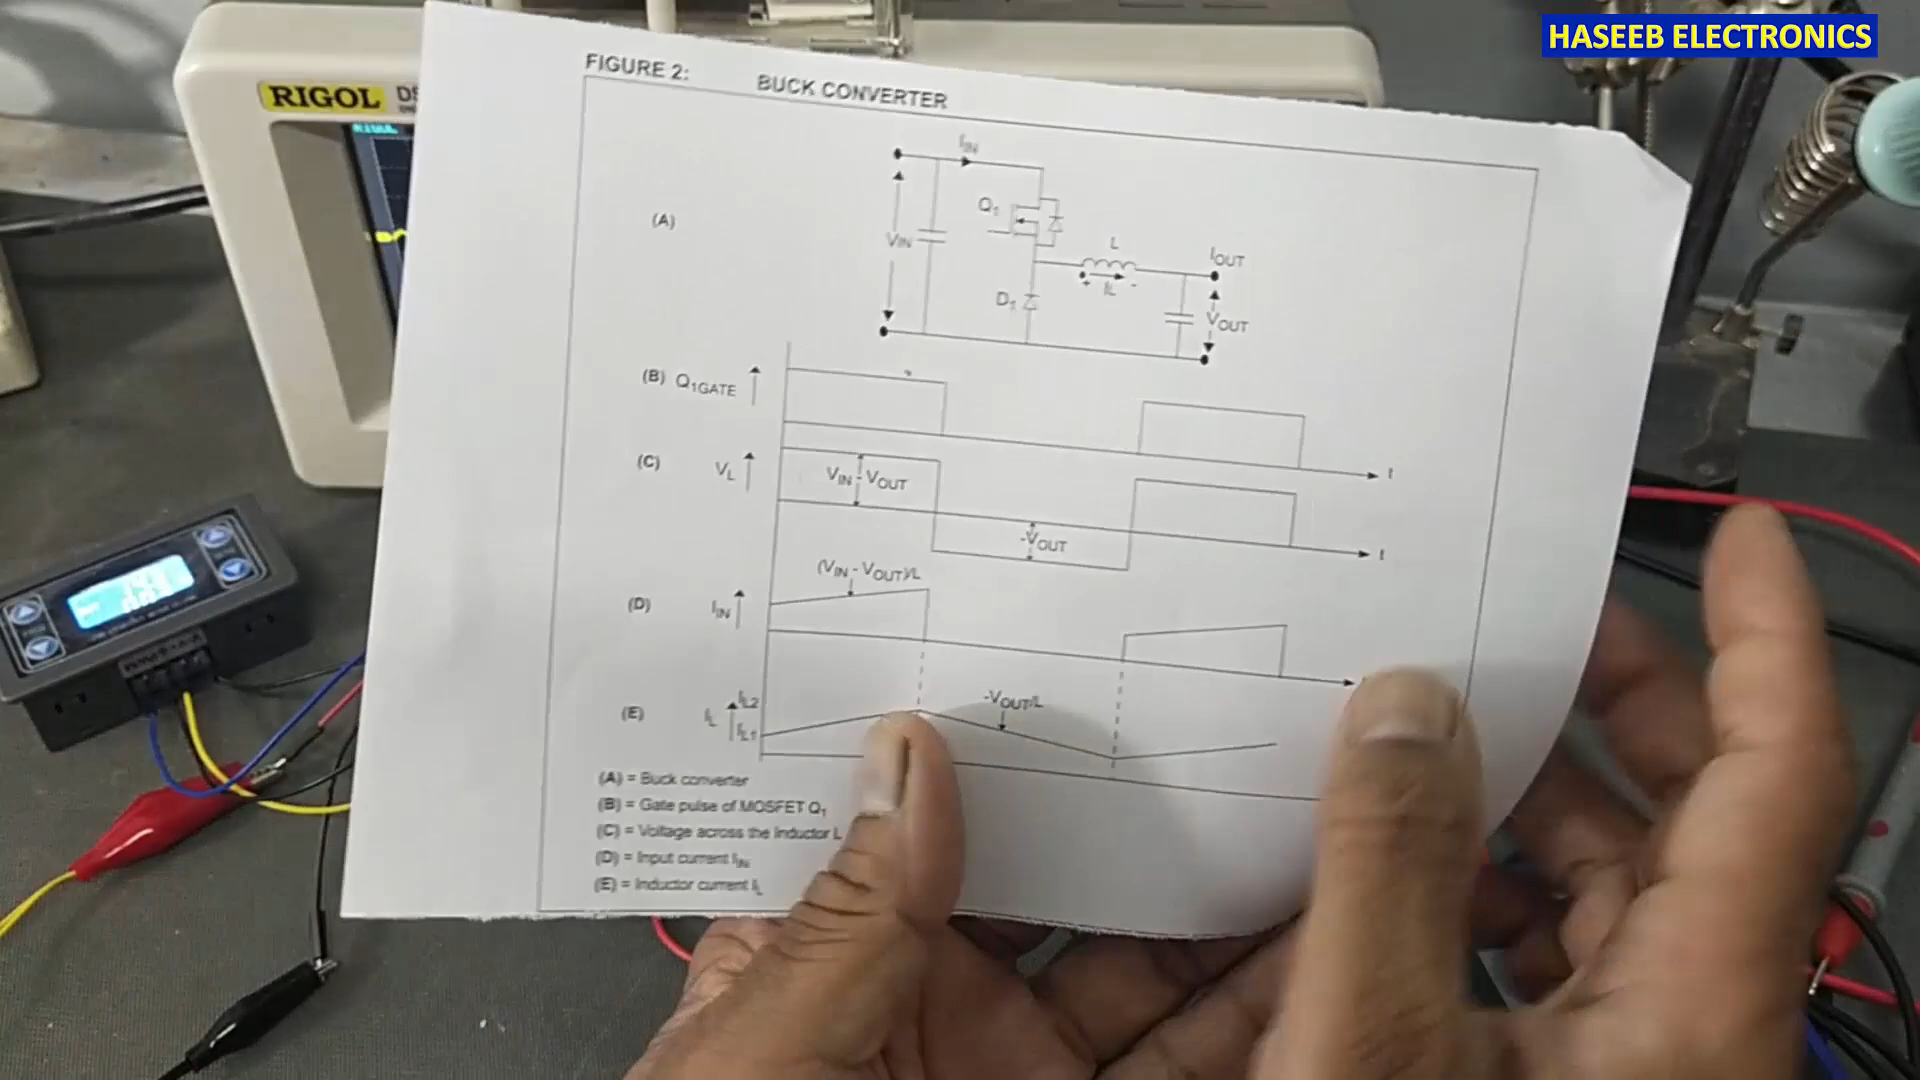 HASEEB ELECTRONICS
RIGOL DS
RIGOL
FIGURE 2: BUCK CONVERTER
(A)
IIN
Q1
VIN
L
IOUT
+ IL -
D1
VOUT
(B) Q1GATE
t
(C) VL
VIN - VOUT
-VOUT
t
(VIN - VOUT)/L
(D) IIN
(E) IL
IL2
IL1
-VOUT/L
(A) = Buck converter
(B) = Gate pulse of MOSFET Q1
(C) = Voltage across the Inductor L
(D) = Input current IIN
(E) = Inductor current IL